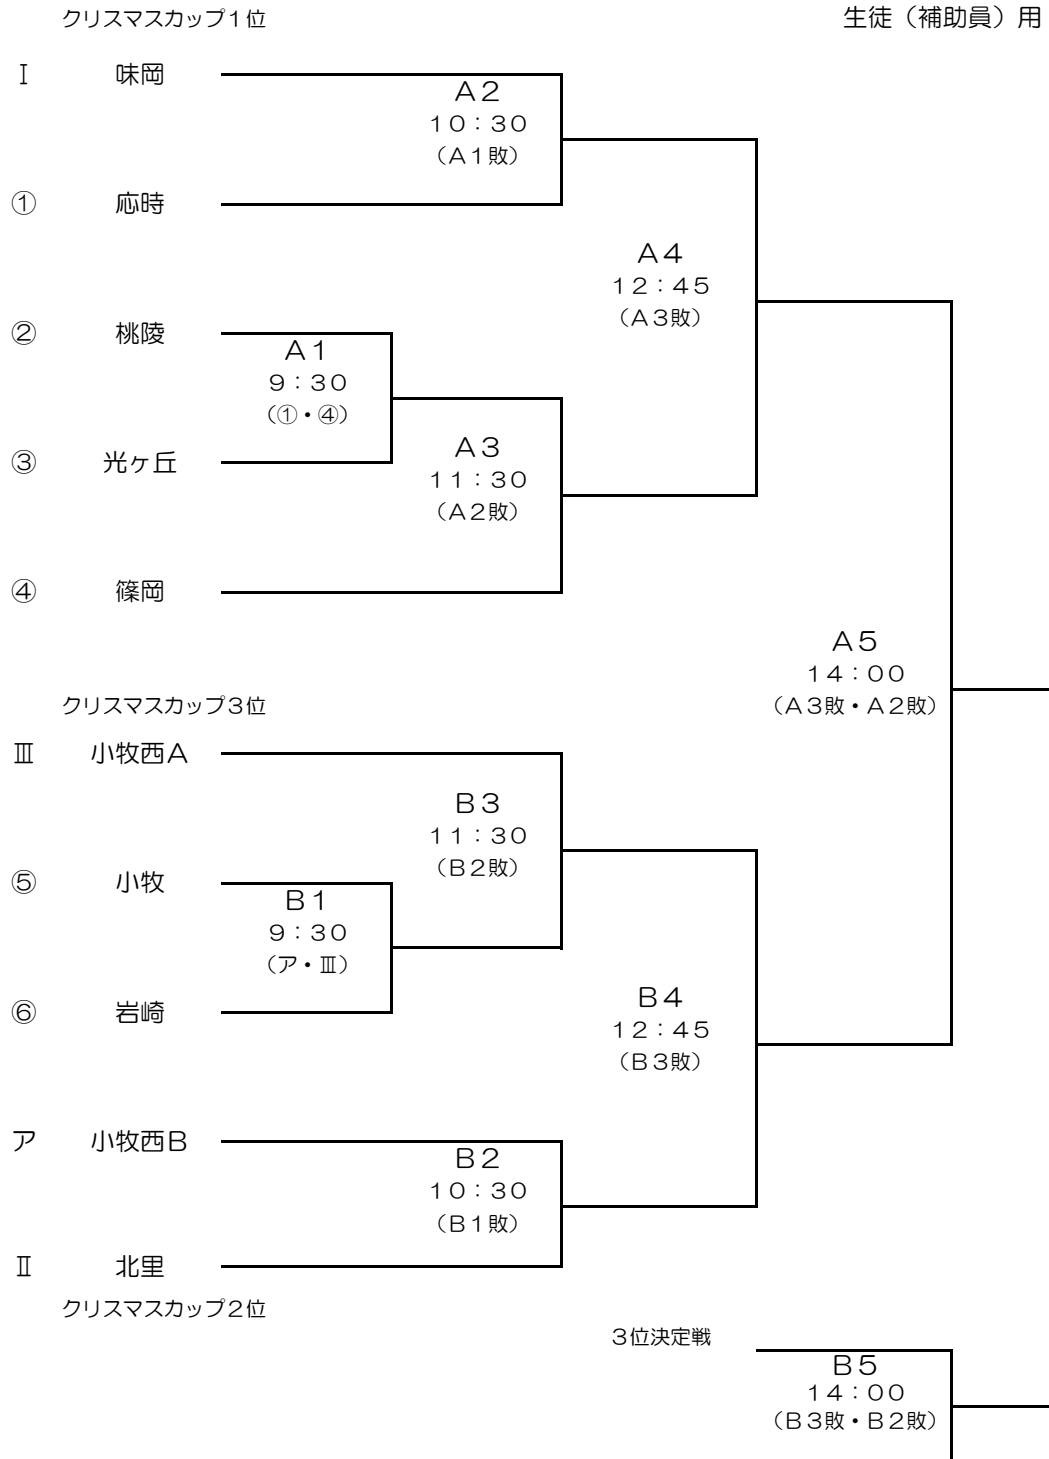 クリスマスカップ１位
生徒（補助員）用
Ⅰ 味岡
Ａ２
１０：３０
（Ａ１敗）
① 応時
Ａ４
１２：４５
（Ａ３敗）
② 桃陵
Ａ１
９：３０
（①・④）
③ 光ヶ丘
Ａ３
１１：３０
（Ａ２敗）
④ 篠岡
Ａ５
１４：００
（Ａ３敗・Ａ２敗）
クリスマスカップ３位
Ⅲ 小牧西Ａ
Ｂ３
１１：３０
（Ｂ２敗）
⑤ 小牧
Ｂ１
９：３０
（ア・Ⅲ）
⑥ 岩崎
Ｂ４
１２：４５
（Ｂ３敗）
ア 小牧西Ｂ
Ｂ２
１０：３０
（Ｂ１敗）
Ⅱ 北里
クリスマスカップ２位
３位決定戦
Ｂ５
１４：００
（Ｂ３敗・Ｂ２敗）